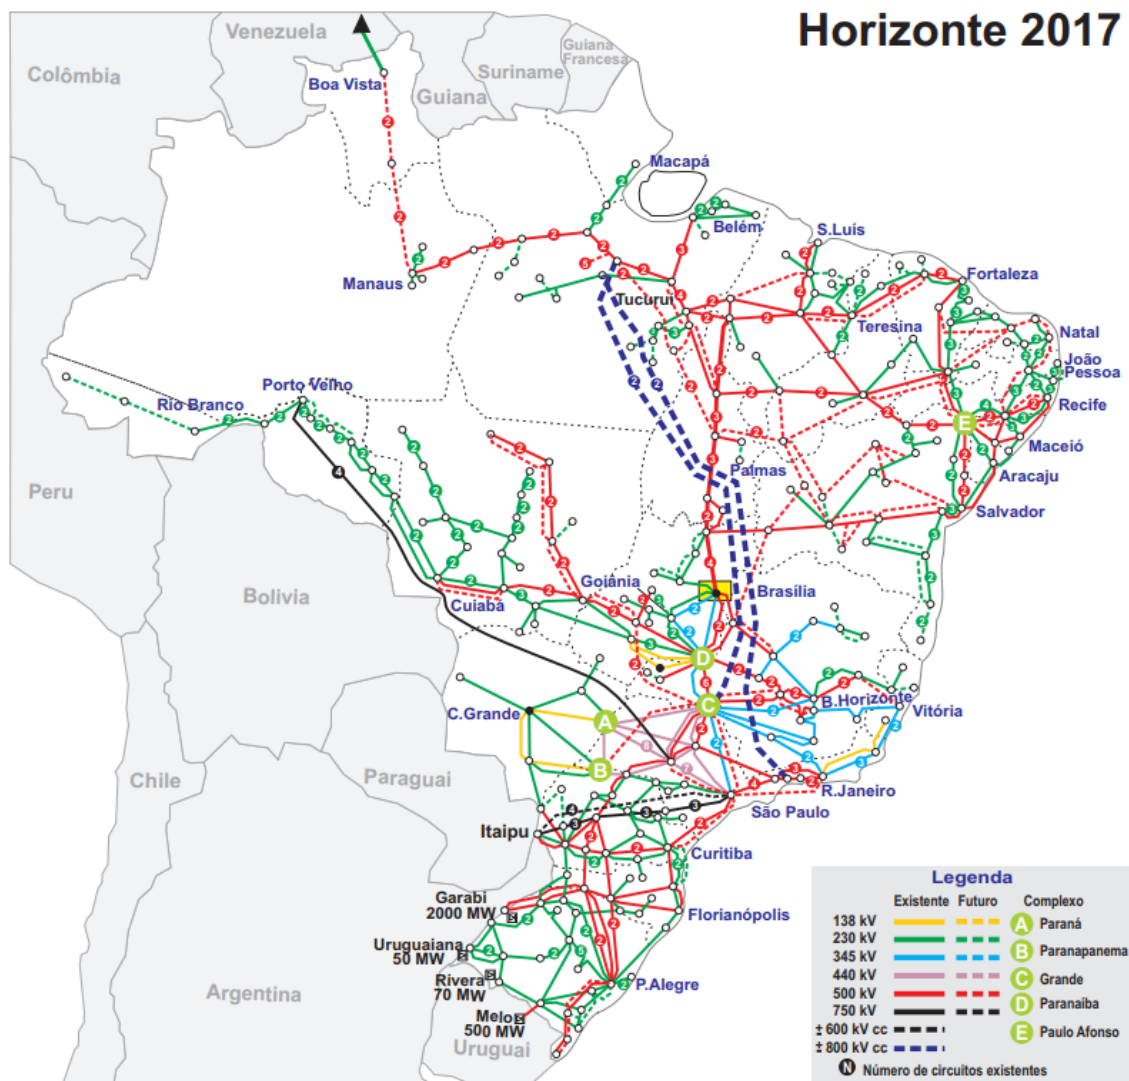 Horizonte 2017
Venezuela
Guiana
Francesa
Colômbia
Suriname
Boa Vista
Guiana
Macapá
Belém
S.Luís
Manaus
Fortaleza
Tucuruí
Teresina
Natal
João
Pessoa
Porto Velho
Rio Branco
Recife
E
Maceió
Palmas
Aracaju
Peru
Salvador
Goiânia
Brasília
Bolivia
Cuiabá
D
C
B.Horizonte
Vitória
C.Grande
A
B
Chile
Paraguai
R.Janeiro
São Paulo
Itaipu
Curitiba
Garabi
2000 MW
Florianópolis
Uruguaiana
50 MW
Rivera
70 MW
P.Alegre
Argentina
Melo
500 MW
Uruguai
Legenda
Existente Futuro Complexo
138 kV A Paraná
230 kV
345 kV B Paranapanema
440 kV C Grande
500 kV D Paranaíba
750 kV
± 600 kV cc E Paulo Afonso
± 800 kV cc
N Número de circuitos existentes